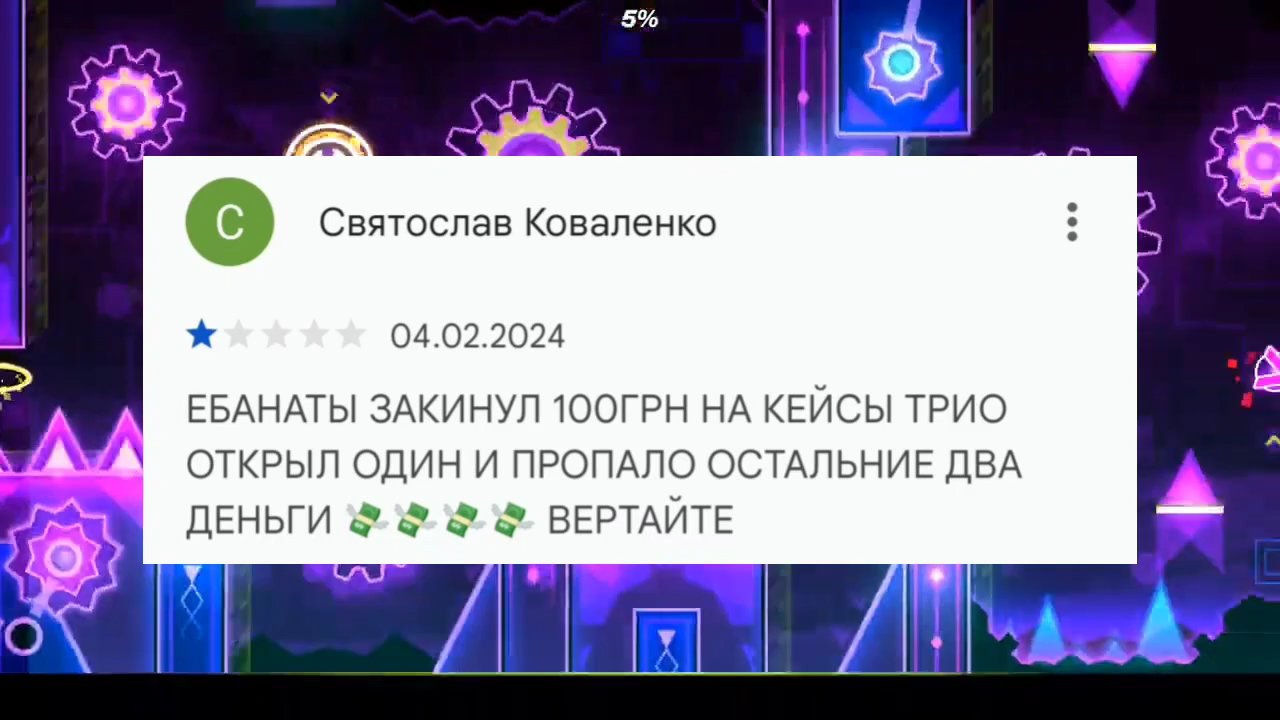 5%
С
Святослав Коваленко
04.02.2024
ЕБАНАТЫ ЗАКИНУЛ 100ГРН НА КЕЙСЫ ТРИО
ОТКРЫЛ ОДИН И ПРОПАЛО ОСТАЛЬНИЕ ДВА
ДЕНЬГИ 💸💸💸💸 ВЕРТАЙТЕ